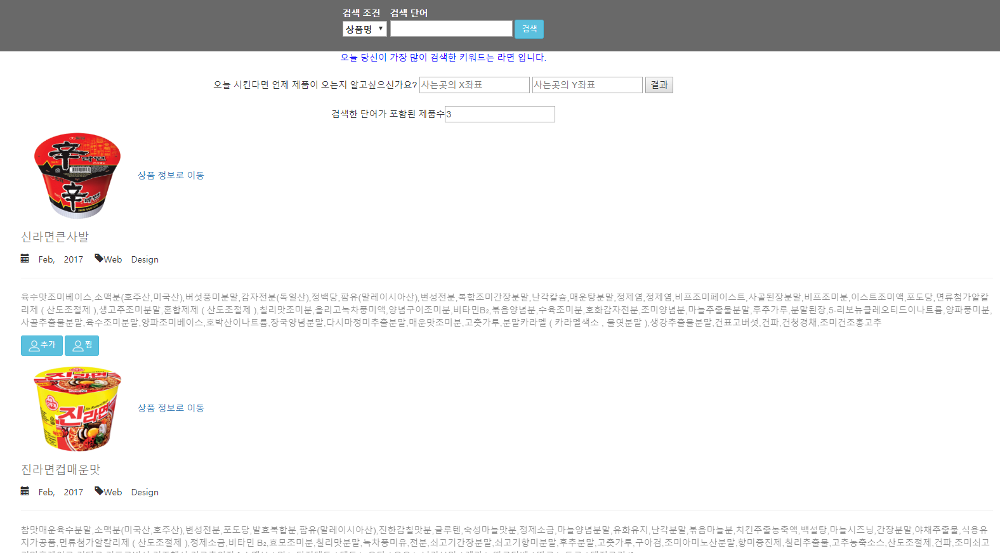 검색 조건 검색 단어
상품명 검색
오늘 당신이 가장 많이 검색한 키워드는 라면 입니다.
오늘 시킨다면 언제 제품이 오는지 알고싶으신가요? 사는곳의 X좌표 사는곳의 Y좌표 결과
검색한 단어가 포함된 제품수3
辛라면
辛라면
SHIN RAMYUN
상품 정보로 이동
신라면큰사발
Feb, 2017 Web Design
육수맛조미베이스,소맥분(호주산,미국산),버섯풍미분말,감자전분(독일산),정백당,팜유(말레이시아산),변성전분,복합조미간장분말,난각칼슘,매운탕분말,정제염,정제염,비프조미페이스트,사골된장분말,비프조미분,이스트조미액,포도당,면류첨가알칼
리제 ( 산도조절제 ),생고추조미분말,혼합제제 ( 산도조절제 ),칠리맛조미분,올리고녹차풍미액,양념구이조미분,비타민B₂,볶음양념분,수육조미분,호화감자전분,조미양념분,마늘추출물분말,후추가루,분말된장,5-리보뉴클레오티드이나트륨,양파풍미분,
사골추출물분말,육수조미분말,양파조미베이스,호박산이나트륨,장국양념분말,다시마정미추출분말,매운맛조미분,고춧가루,분말카라멜 ( 카라멜색소 , 물엿분말 ),생강추출물분말,건표고버섯,건파,건청경채,조미건조홍고추
추가 찜
진라면
오뚜기
진라면
상품 정보로 이동
진라면컵매운맛
Feb, 2017 Web Design
참맛매운육수분말,소맥분(미국산,호주산),변성전분,포도당,발효복합분,팜유(말레이시아산),진한감칠맛분,글루텐,숙성마늘맛분,정제소금,마늘양념분말,유화유지,난각분말,볶음마늘분,치킨추출농축액,백설탕,마늘시즈닝,간장분말,야채추출물,식용유
지가공품,면류첨가알칼리제 ( 산도조절제 ),정제소금,비타민 B₂,효모조미분,칠리맛분말,녹차풍미유,전분,쇠고기간장분말,쇠고기향미분말,후추분말,고춧가루,구아검,조미아미노산분말,향미증진제,칠리추출물,고추농축소스,산도조절제,건파,조미쇠고